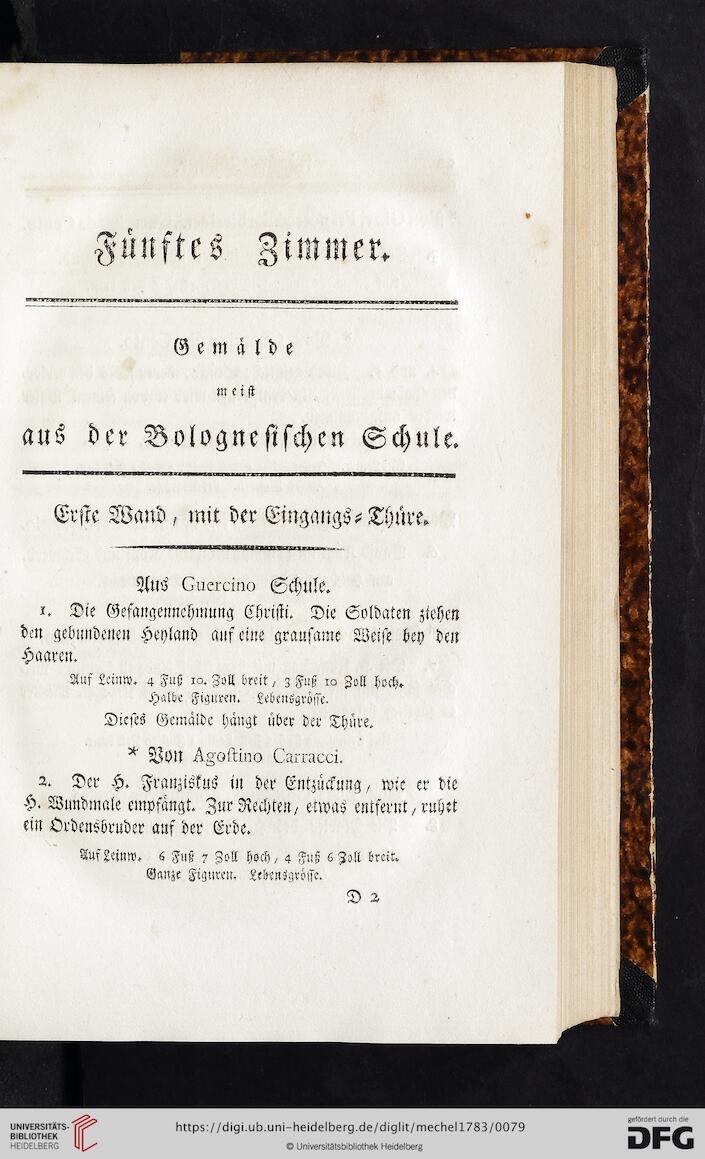 Fünftes Zimmer.
Gemälde
meist
aus der Bolognesischen Schule.
Erste Wand, mit der Eingangs-Thüre.
Aus Guercino Schule.
1. Die Gefangennehmung Christi. Die Soldaten ziehen
den gebundenen Heyland auf eine grausame Weise bey den
Haaren.
Auf Leinw. 4 Fuß 10. Zoll breit, 3 Fuß 10 Zoll hoch.
Halbe Figuren. Lebensgrösse.
Dieses Gemälde hängt über der Thüre.
* Von Agostino Carracci.
2. Der H. Franziskus in der Entzückung, wie er die
H. Wundmale empfängt. Zur Rechten, etwas entfernt, ruhet
ein Ordensbruder auf der Erde.
Auf Leinw. 6 Fuß 7 Zoll hoch, 4 Fuß 6 Zoll breit.
Ganze Figuren. Lebensgrösse.
D 2
UNIVERSITÄTS-
BIBLIOTHEK
HEIDELBERG
https://digi.ub.uni-heidelberg.de/diglit/mechel1783/0079
© Universitätsbibliothek Heidelberg
gefördert durch die
DFG